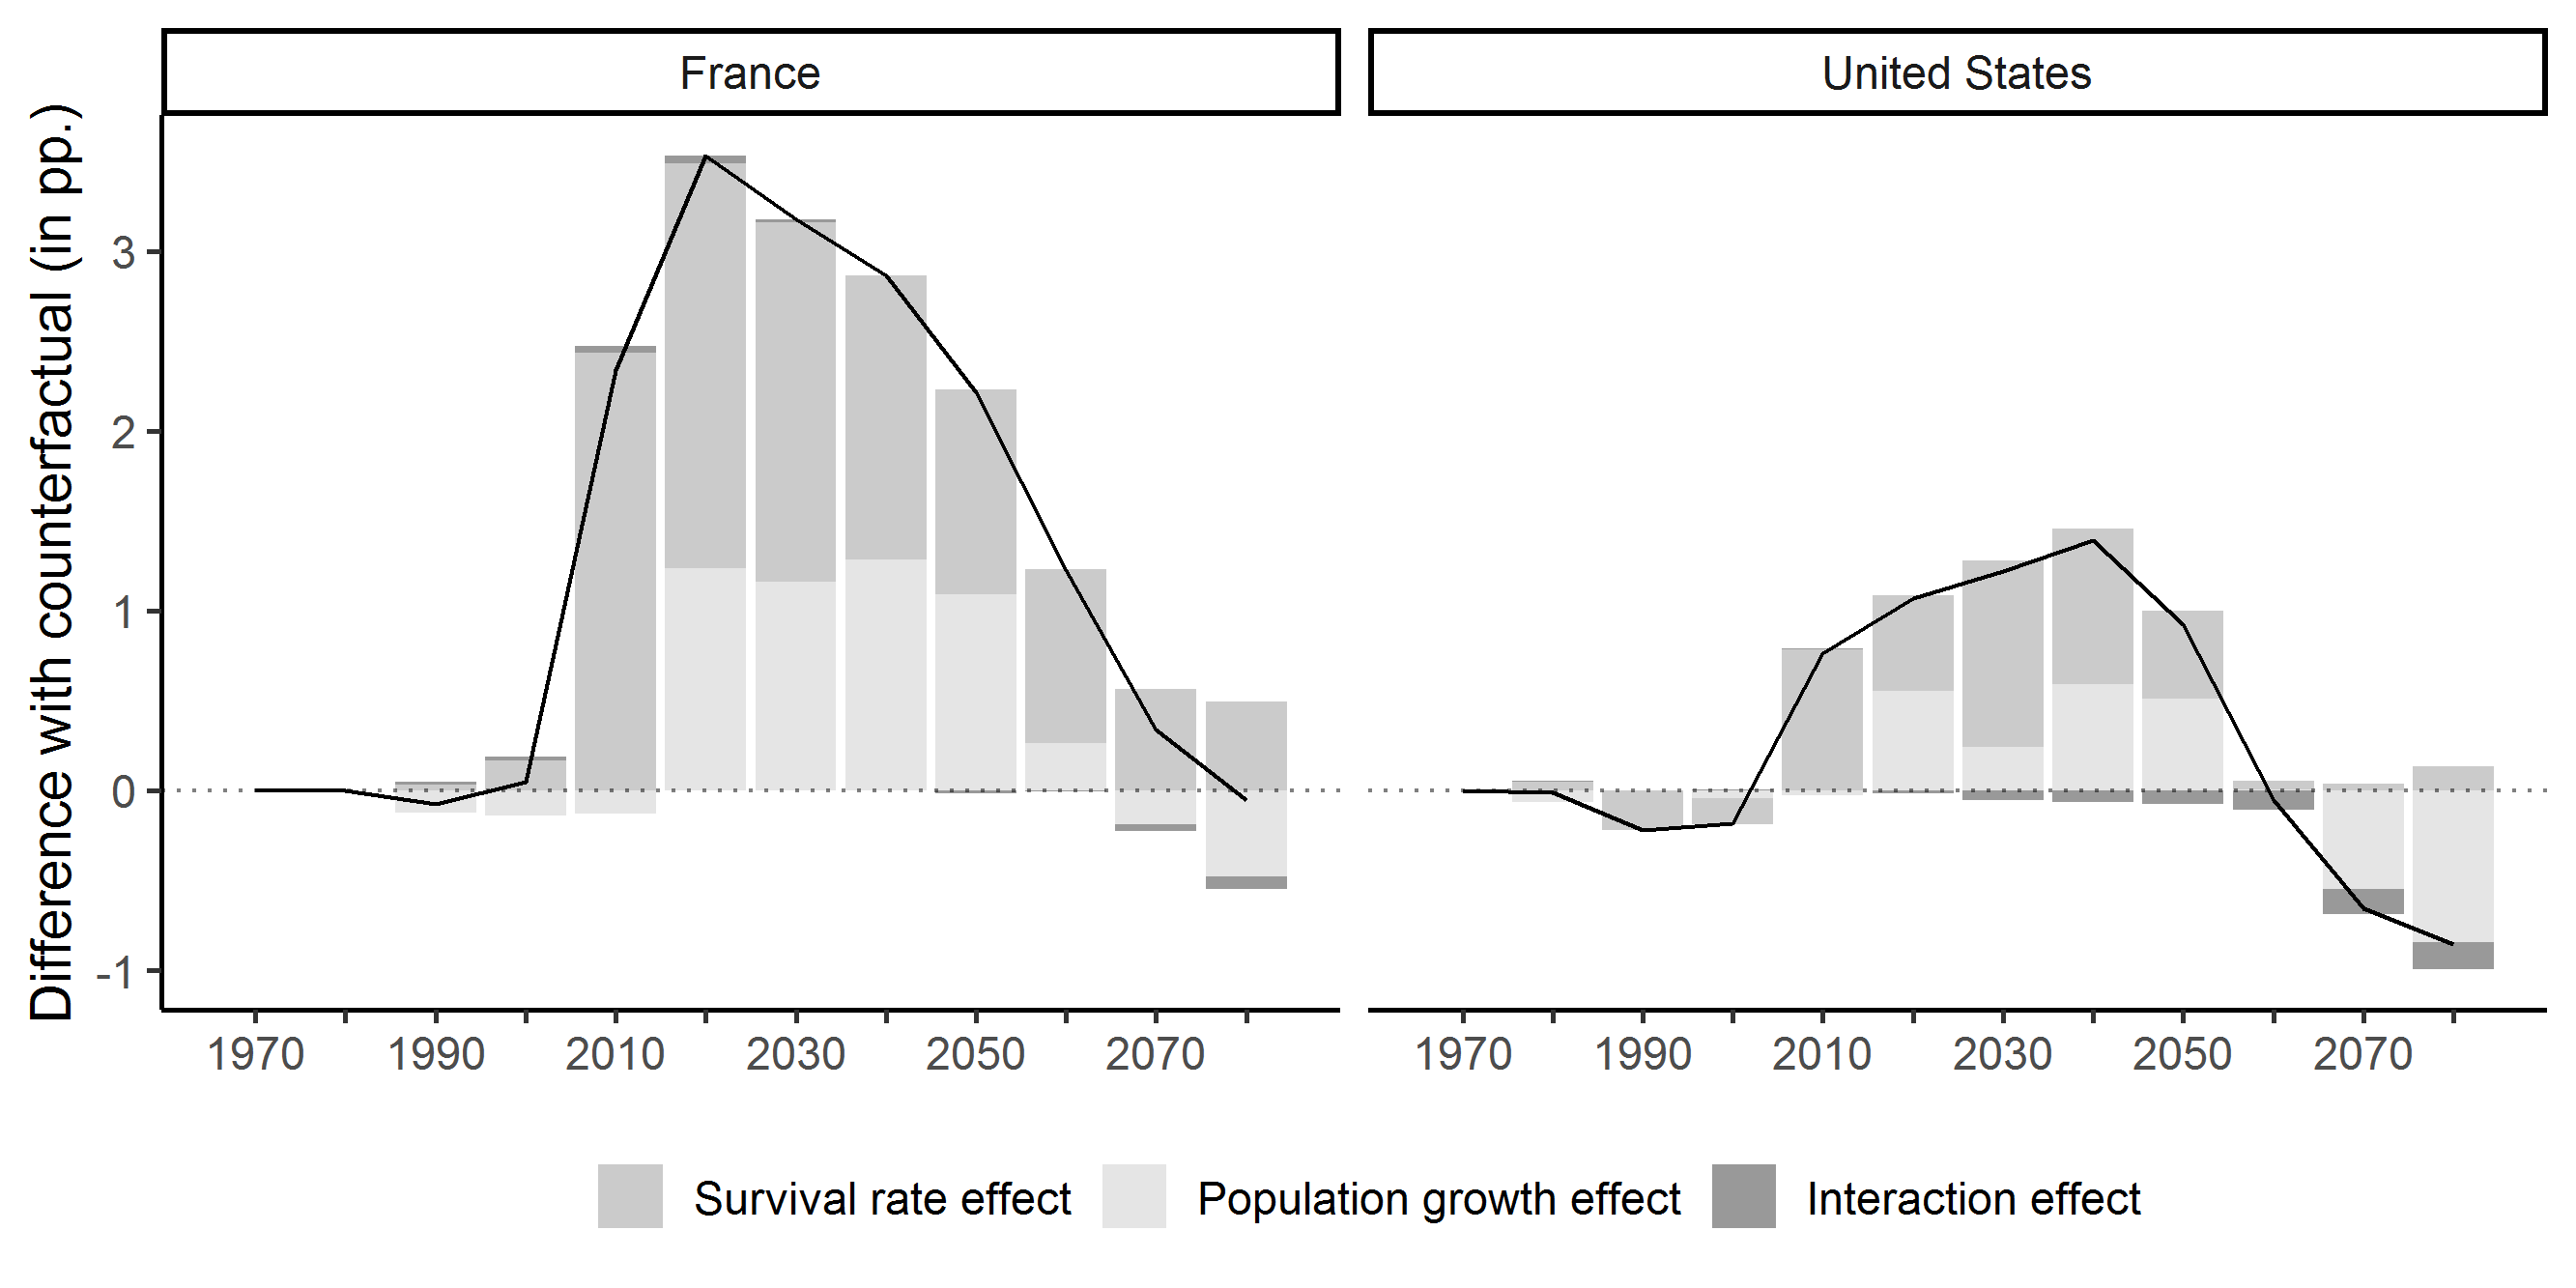 France
United States
Difference with counterfactual (in pp.)
3
2
1
0
-1
1970 1990 2010 2030 2050 2070
1970 1990 2010 2030 2050 2070
Survival rate effect
Population growth effect
Interaction effect